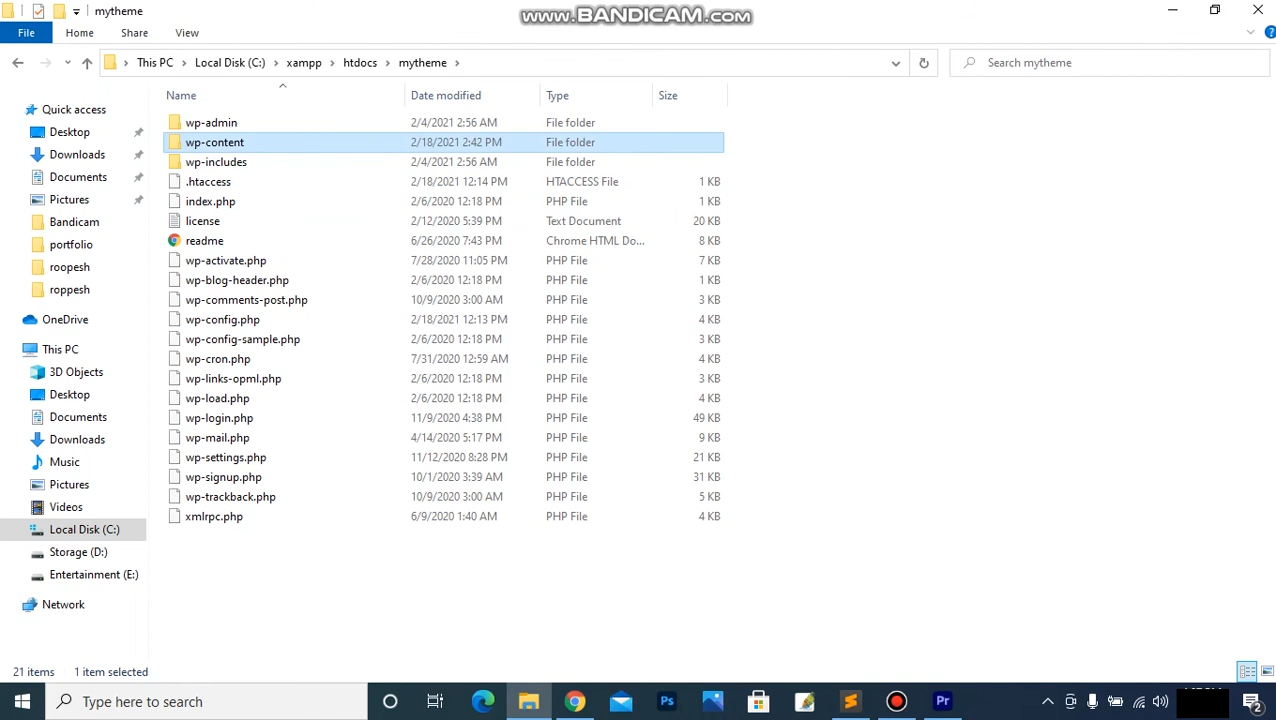 mytheme
www.BANDICAM.com
File Home Share View
This PC Local Disk (C:) xampp htdocs mytheme
Search mytheme
Name Date modified Type Size
Quick access
Desktop
Downloads
Documents
Pictures
Bandicam
portfolio
roopesh
roppesh
OneDrive
This PC
3D Objects
Desktop
Documents
Downloads
Music
Pictures
Videos
Local Disk (C:)
Storage (D:)
Entertainment (E:)
Network
wp-admin 2/4/2021 2:56 AM File folder
wp-content 2/18/2021 2:42 PM File folder
wp-includes 2/4/2021 2:56 AM File folder
.htaccess 2/18/2021 12:14 PM HTACCESS File 1 KB
index.php 2/6/2020 12:18 PM PHP File 1 KB
license 2/12/2020 5:39 PM Text Document 20 KB
readme 6/26/2020 7:43 PM Chrome HTML Do... 8 KB
wp-activate.php 7/28/2020 11:05 PM PHP File 7 KB
wp-blog-header.php 2/6/2020 12:18 PM PHP File 1 KB
wp-comments-post.php 10/9/2020 3:00 AM PHP File 3 KB
wp-config.php 2/18/2021 12:13 PM PHP File 4 KB
wp-config-sample.php 2/6/2020 12:18 PM PHP File 3 KB
wp-cron.php 7/31/2020 12:59 AM PHP File 4 KB
wp-links-opml.php 2/6/2020 12:18 PM PHP File 3 KB
wp-load.php 2/6/2020 12:18 PM PHP File 4 KB
wp-login.php 11/9/2020 4:38 PM PHP File 49 KB
wp-mail.php 4/14/2020 5:17 PM PHP File 9 KB
wp-settings.php 11/12/2020 8:28 PM PHP File 21 KB
wp-signup.php 10/1/2020 3:39 AM PHP File 31 KB
wp-trackback.php 10/9/2020 3:00 AM PHP File 5 KB
xmlrpc.php 6/9/2020 1:40 AM PHP File 4 KB
21 items 1 item selected
Type here to search
Ps
Pr
2